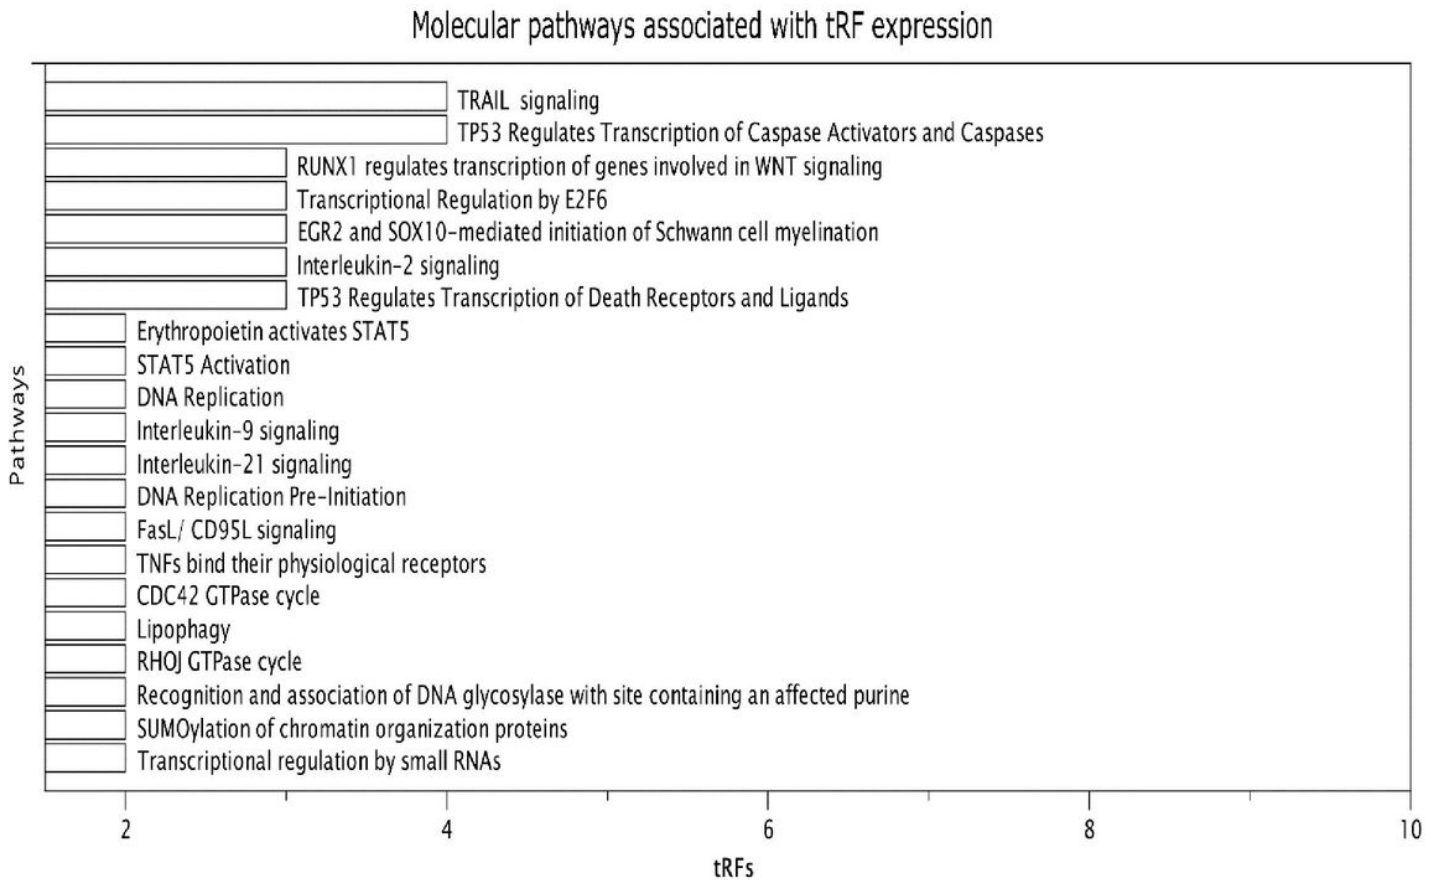 Molecular pathways associated with tRF expression
TRAIL signaling
TP53 Regulates Transcription of Caspase Activators and Caspases
RUNX1 regulates transcription of genes involved in WNT signaling
Transcriptional Regulation by E2F6
EGR2 and SOX10-mediated initiation of Schwann cell myelination
Interleukin-2 signaling
TP53 Regulates Transcription of Death Receptors and Ligands
Erythropoietin activates STAT5
STAT5 Activation
DNA Replication
Interleukin-9 signaling
Interleukin-21 signaling
DNA Replication Pre-Initiation
FasL/ CD95L signaling
TNFs bind their physiological receptors
CDC42 GTPase cycle
Lipophagy
RHOJ GTPase cycle
Recognition and association of DNA glycosylase with site containing an affected purine
SUMOylation of chromatin organization proteins
Transcriptional regulation by small RNAs
Pathways
2 4 6 8 10
tRFs